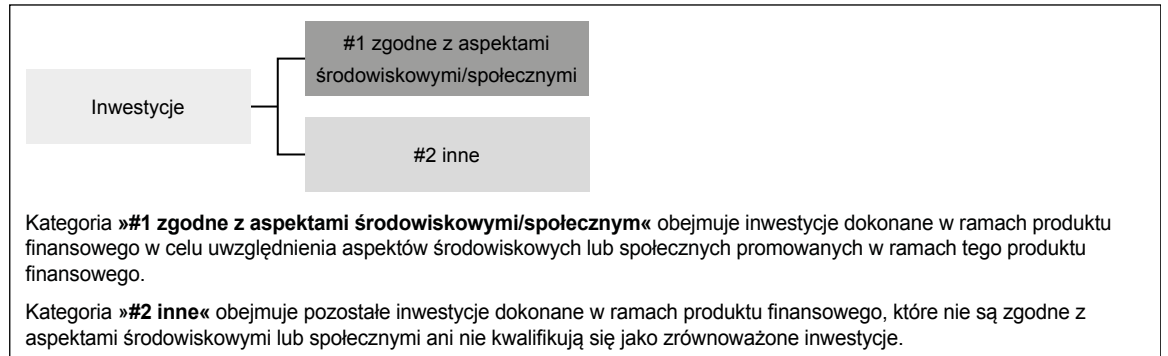 #1 zgodne z aspektami
środowiskowymi/społecznymi
Inwestycje
#2 inne
Kategoria »#1 zgodne z aspektami środowiskowymi/społecznym« obejmuje inwestycje dokonane w ramach produktu
finansowego w celu uwzględnienia aspektów środowiskowych lub społecznych promowanych w ramach tego produktu
finansowego.
Kategoria »#2 inne« obejmuje pozostałe inwestycje dokonane w ramach produktu finansowego, które nie są zgodne z
aspektami środowiskowymi lub społecznymi ani nie kwalifikują się jako zrównoważone inwestycje.